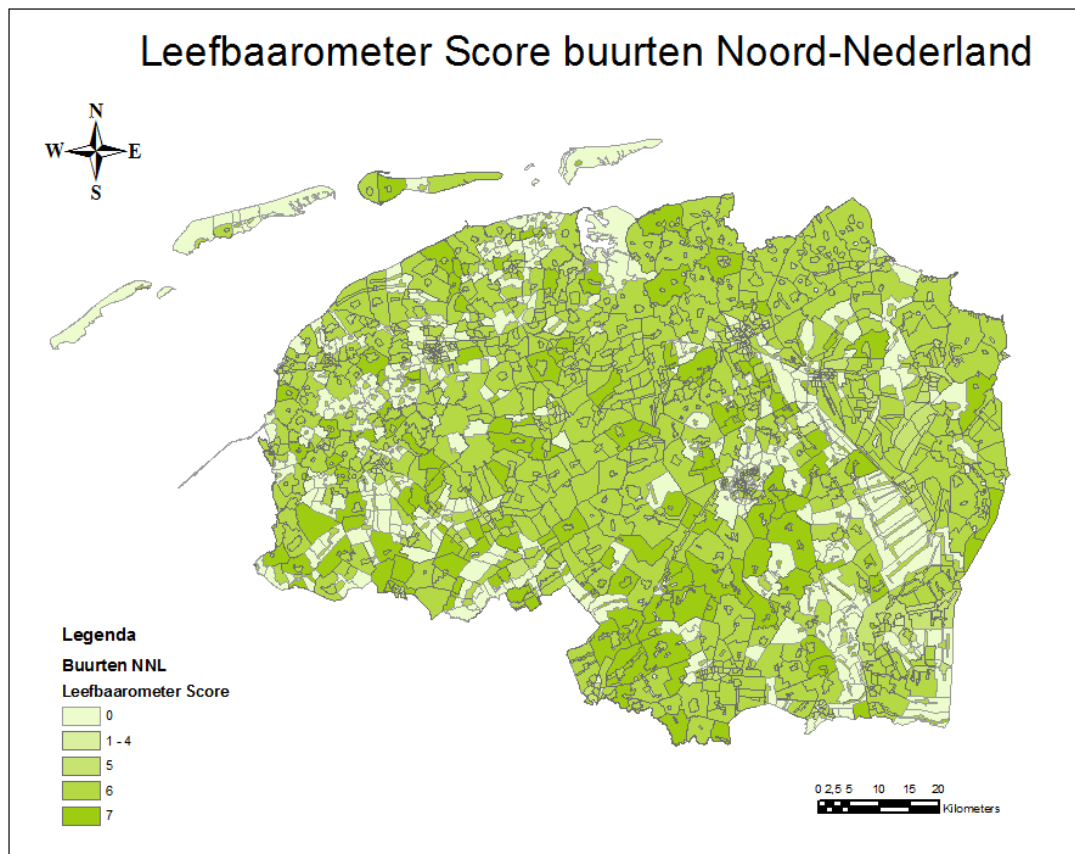 Leefbaarometer Score buurten Noord-Nederland
N
W E
S
Legenda
Buurten NNL
Leefbaarometer Score
0
1 - 4
5
6
7
0 2,5 5 10 15 20
Kilometers